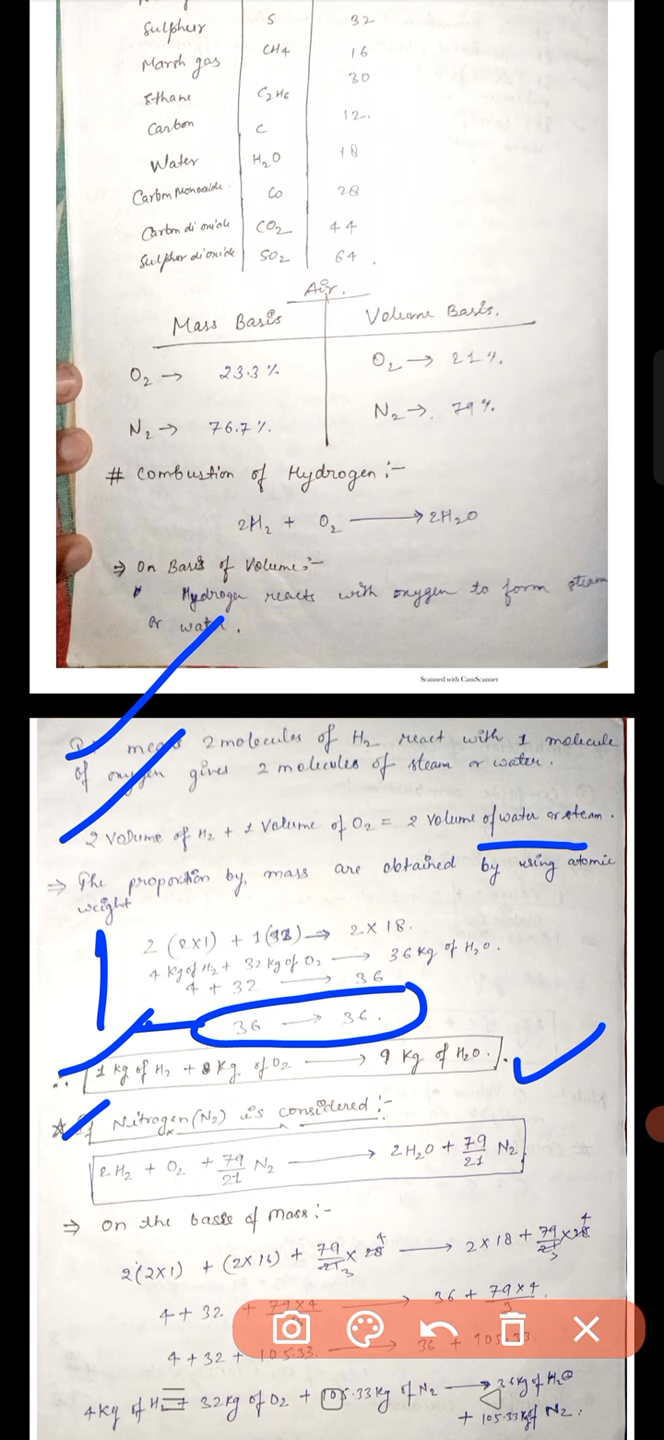 Sulphur S 32
Marsh gas CH4 16
Ethane C2H6 30
Carbon C 12.
Water H2O 18
Carbon Monoxide. CO 28
Carbon di oxide CO2 44
Sulphor dioxide SO2 64.
Air.
Mass Basis Volume Basis.
O2 → 23.3% O2 → 21%.
N2 → 76.7%. N2 →. 79%
# Combustion of Hydrogen :-
2H2 + O2 → 2H2O
⇒ On Basis of Volume :-
Hydrogen reacts with oxygen to form steam
or water.
Scanned with CamScanner
means 2 molecules of H2 react with 1 molecule
of oxygen gives 2 molecules of steam or water.
2 Volume of H2 + 1 Volume of O2 = 2 Volume of water or steam.
⇒ The proportion by, mass are obtained by using atomic
weight
2 (2×1) + 1(32) → 2×18.
4 Kg of H2 + 32 Kg of O2 → 36 Kg of H2O.
4 + 32 → 36
36 → 36.
∴ 1 Kg of H2 + 8 Kg of O2 → 9 Kg of H2O.
If Nitrogen (N2) is considered :-
2H2 + O2 + 79/21 N2 → 2H2O + 79/21 N2
⇒ On the basse of Mass :-
2(2×1) + (2×16) + 79/21 × 28 4 3 → 2×18 + 79/21 × 28 4 3
4 + 32 + 79×4 → 36 + 79×4/3.
4 + 32 + 105.33. → 36 + 105.33.
4 Kg of H2 + 32 Kg of O2 + 105.33 Kg of N2 → 36 Kg of H2O
+ 105.33 Kg of N2.